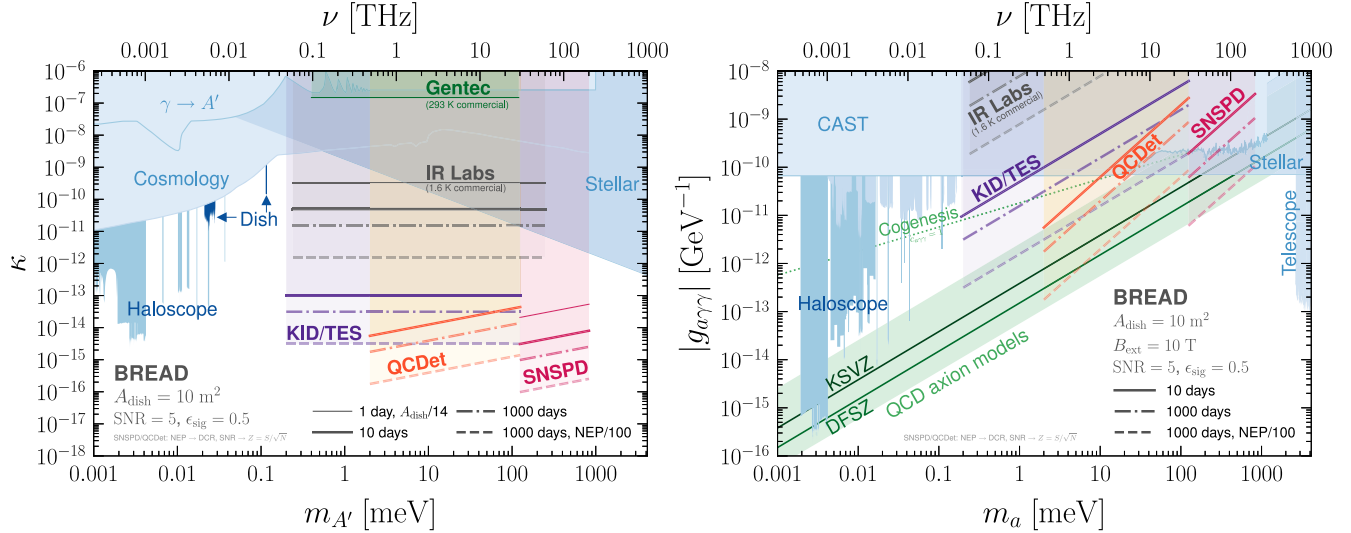 ν [THz]
0.001 0.01 0.1 1 10 100 1000
κ
10⁻⁶
10⁻⁷
10⁻⁸
10⁻⁹
10⁻¹⁰
10⁻¹¹
10⁻¹²
10⁻¹³
10⁻¹⁴
10⁻¹⁵
10⁻¹⁶
10⁻¹⁷
10⁻¹⁸
γ → A′
Gentec
(293 K commercial)
Cosmology
IR Labs
(1.6 K commercial)
Stellar
Dish
Haloscope
KID/TES
QCDet
SNSPD
BREAD
A_dish = 10 m²
SNR = 5, ϵ_sig = 0.5
SNSPD/QCDet: NEP → DCR, SNR → Z = S/√N
1 day, A_dish/14
10 days
1000 days
1000 days, NEP/100
0.001 0.01 0.1 1 10 100 1000
m_A′ [meV]
ν [THz]
0.001 0.01 0.1 1 10 100 1000
|g_aγγ| [GeV⁻¹]
10⁻⁸
10⁻⁹
10⁻¹⁰
10⁻¹¹
10⁻¹²
10⁻¹³
10⁻¹⁴
10⁻¹⁵
10⁻¹⁶
CAST
IR Labs
(1.6 K commercial)
KID/TES
QCDet
SNSPD
Stellar
Cogenesis
Telescope
Haloscope
KSVZ
DFSZ
QCD axion models
BREAD
A_dish = 10 m²
B_ext = 10 T
SNR = 5, ϵ_sig = 0.5
10 days
1000 days
1000 days, NEP/100
SNSPD/QCDet: NEP → DCR, SNR → Z = S/√N
0.001 0.01 0.1 1 10 100 1000
m_a [meV]